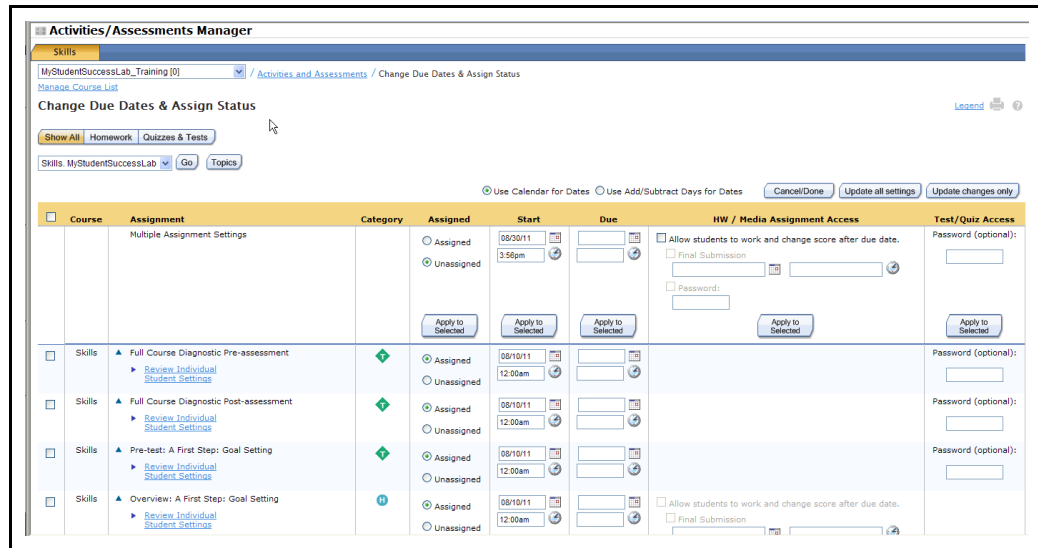 Activities/Assessments Manager
Skills
MyStudentSuccessLab_Training [0] / Activities and Assessments / Change Due Dates & Assign Status
Manage Course List
Change Due Dates & Assign Status Legend
Show All Homework Quizzes & Tests
Skills. MyStudentSuccessLab Go Topics
Use Calendar for Dates Use Add/Subtract Days for Dates Cancel/Done Update all settings Update changes only
Course Assignment Category Assigned Start Due HW / Media Assignment Access Test/Quiz Access
Multiple Assignment Settings Assigned 08/30/11 Allow students to work and change score after due date. Password (optional):
Unassigned 3:56pm Final Submission
Password:
Apply to Selected Apply to Selected Apply to Selected Apply to Selected Apply to Selected
Skills Full Course Diagnostic Pre-assessment T Assigned 08/10/11 Password (optional):
Review Individual 12:00am
Student Settings Unassigned
Skills Full Course Diagnostic Post-assessment T Assigned 08/10/11 Password (optional):
Review Individual 12:00am
Student Settings Unassigned
Skills Pre-test: A First Step: Goal Setting T Assigned 08/10/11 Password (optional):
Review Individual 12:00am
Student Settings Unassigned
Skills Overview: A First Step: Goal Setting H Assigned 08/10/11 Allow students to work and change score after due date.
Review Individual 12:00am Final Submission
Student Settings Unassigned